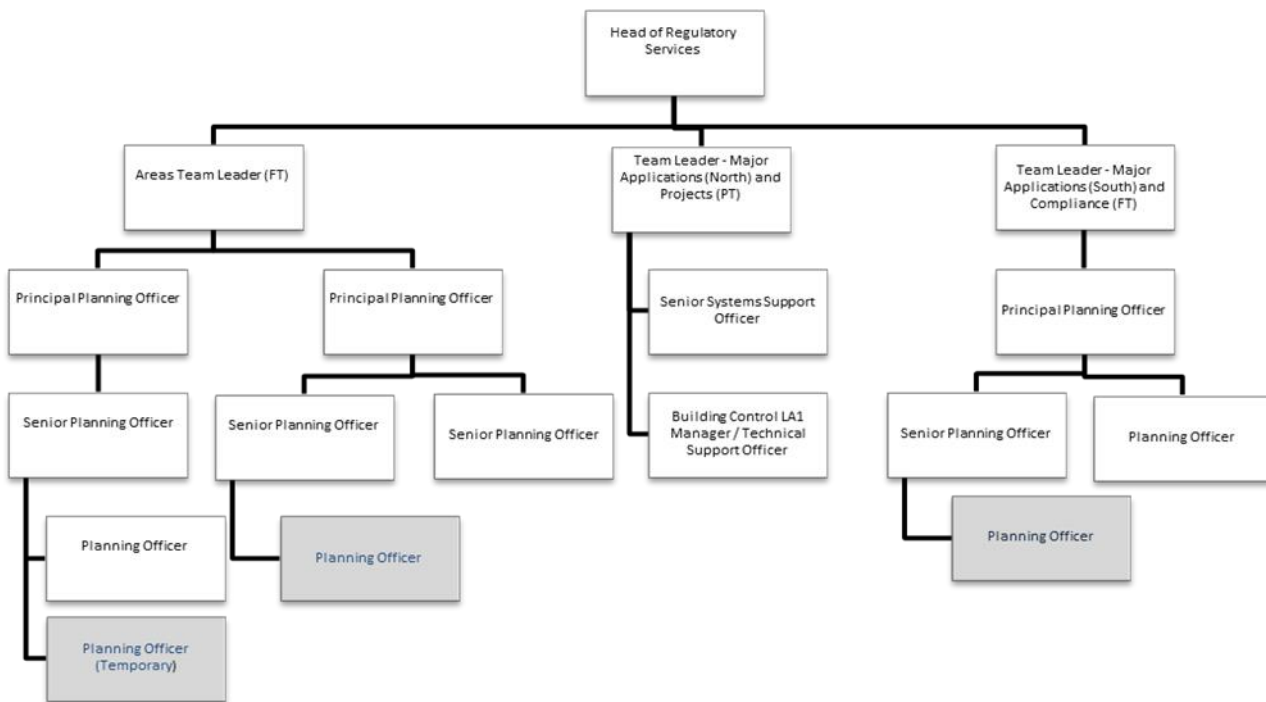 Head of Regulatory
Services
Areas Team Leader (FT)
Team Leader - Major
Applications (North) and
Projects (PT)
Team Leader - Major
Applications (South) and
Compliance (FT)
Principal Planning Officer
Principal Planning Officer
Senior Systems Support
Officer
Principal Planning Officer
Senior Planning Officer
Senior Planning Officer
Senior Planning Officer
Building Control LA1
Manager / Technical
Support Officer
Senior Planning Officer
Planning Officer
Planning Officer
Planning Officer
Planning Officer
Planning Officer
(Temporary)